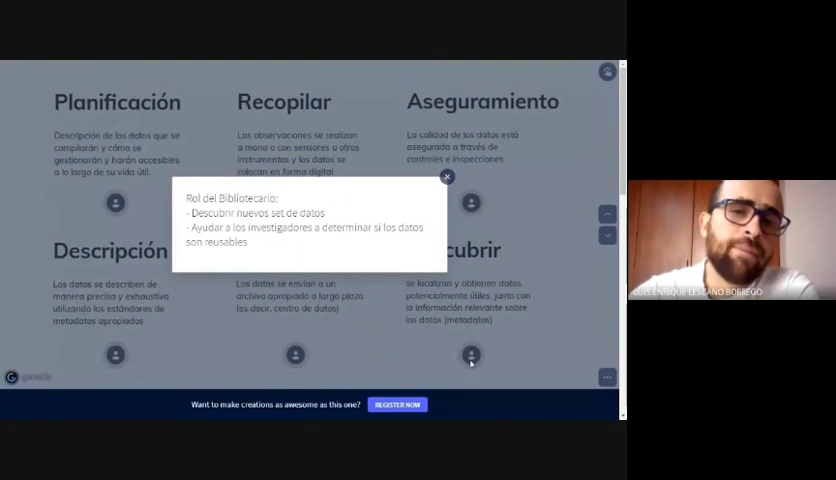 Planificación
Recopilar
Aseguramiento
Descripción de los datos que se
compilarán y cómo se
gestionarán y harán accesibles
a lo largo de su vida útil.
Las observaciones se realizan
a mano o con sensores u otros
instrumentos y los datos se
colocan en forma digital
La calidad de los datos está
asegurada a través de
controles e inspecciones
Rol del Bibliotecario:
- Descubrir nuevos set de datos
- Ayudar a los investigadores a determinar si los datos
son reusables
Descripción
cubrir
Los datos se describen de
manera precisa y exhaustiva
utilizando los estándares de
metadatos apropiados
Los datos se envían a un
archivo apropiado a largo plazo
(es decir, centro de datos)
se localizan y obtienen datos
potencialmente útiles, junto con
la información relevante sobre
los datos (metadatos)
genially
Want to make creations as awesome as this one?
REGISTER NOW
LUIS ENRIQUE LESCANO BORREGO